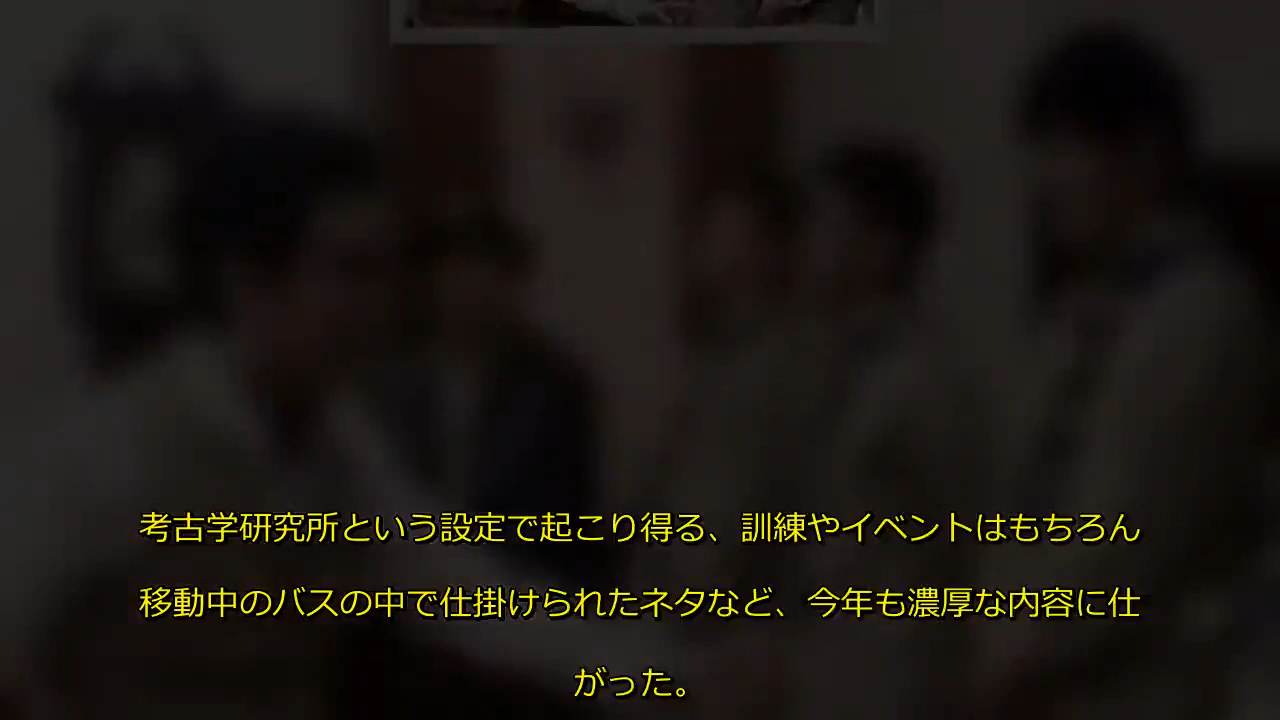 考古学研究所という設定で起こり得る、訓練やイベントはもちろん
移動中のバスの中で仕掛けられたネタなど、今年も濃厚な内容に仕
がった。